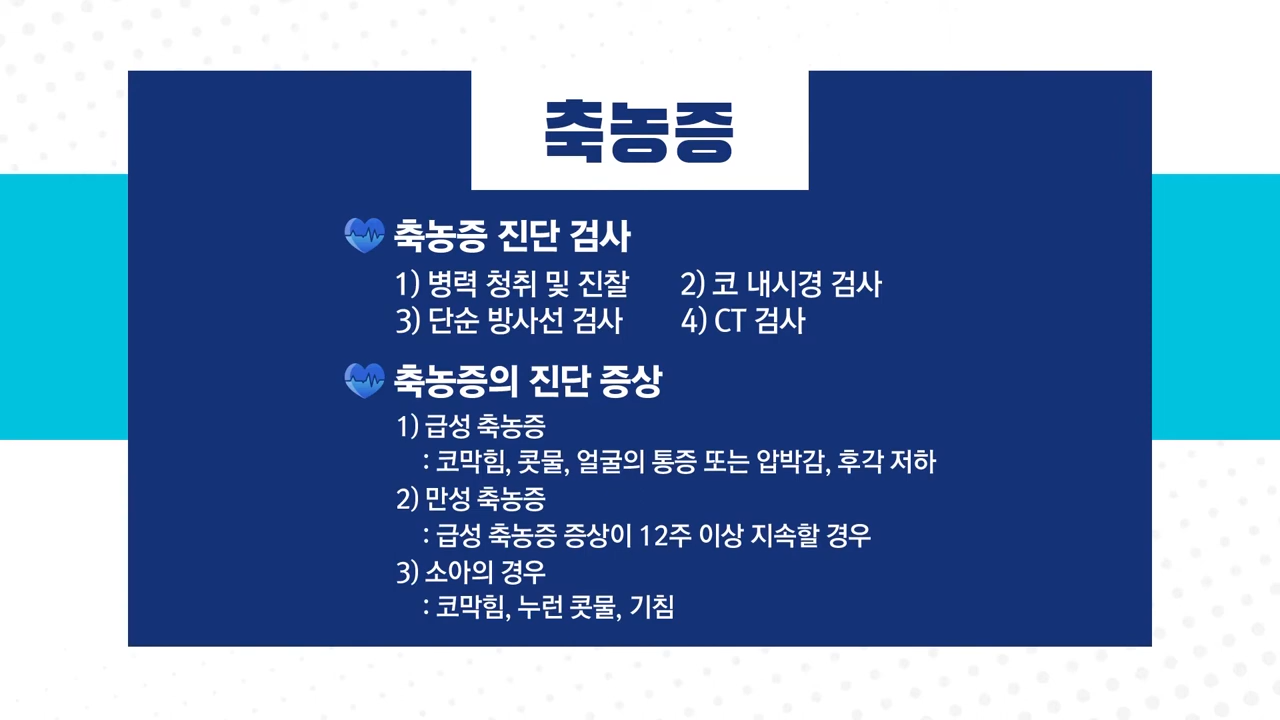 축농증
축농증 진단 검사
1) 병력 청취 및 진찰 2) 코 내시경 검사
3) 단순 방사선 검사 4) CT 검사
축농증의 진단 증상
1) 급성 축농증
: 코막힘, 콧물, 얼굴의 통증 또는 압박감, 후각 저하
2) 만성 축농증
: 급성 축농증 증상이 12주 이상 지속할 경우
3) 소아의 경우
: 코막힘, 누런 콧물, 기침